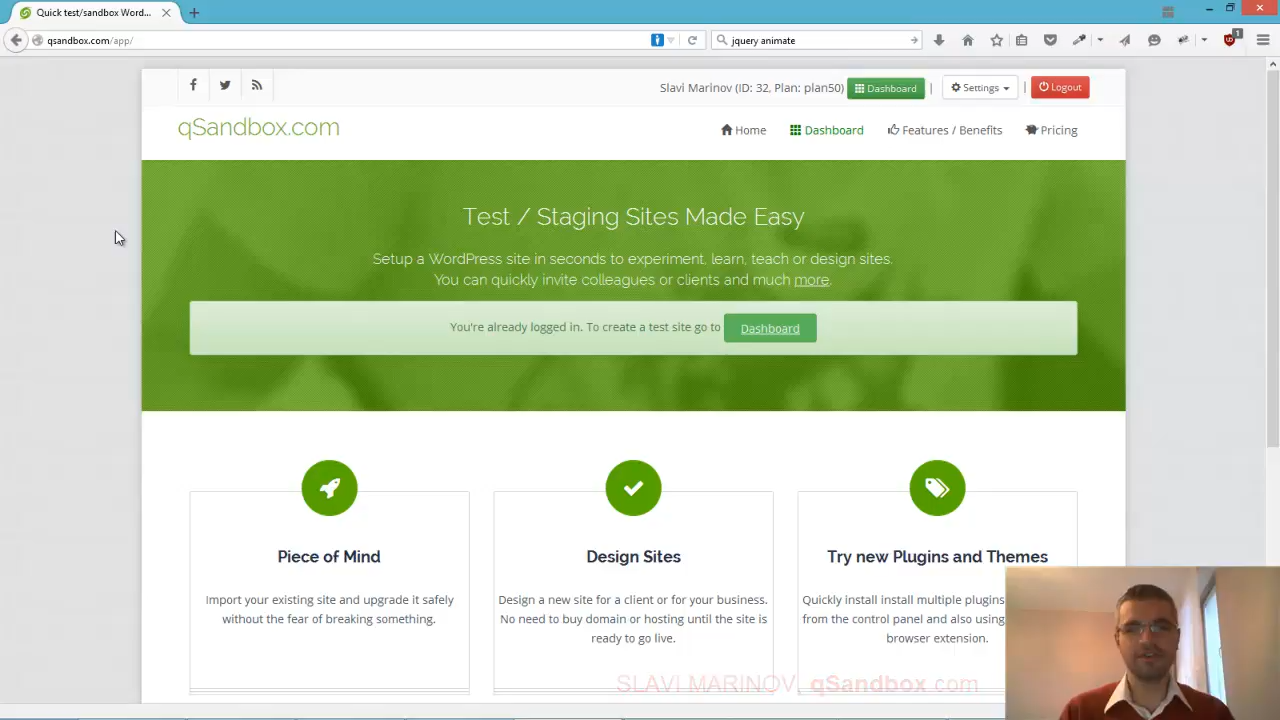 Quick test/sandbox Word...
qsandbox.com/app/
jquery animate
1
Slavi Marinov (ID: 32, Plan: plan50) Dashboard | Settings | Logout
qSandbox.com
Home Dashboard Features / Benefits Pricing
Test / Staging Sites Made Easy
Setup a WordPress site in seconds to experiment, learn, teach or design sites.
You can quickly invite colleagues or clients and much more.
You're already logged in. To create a test site go to Dashboard
Piece of Mind
Import your existing site and upgrade it safely
without the fear of breaking something.
Design Sites
Design a new site for a client or for your business.
No need to buy domain or hosting until the site is
ready to go live.
Try new Plugins and Themes
Quickly install install multiple plugins
from the control panel and also using
browser extension.
SLAVI MARINOV, qSandbox.com